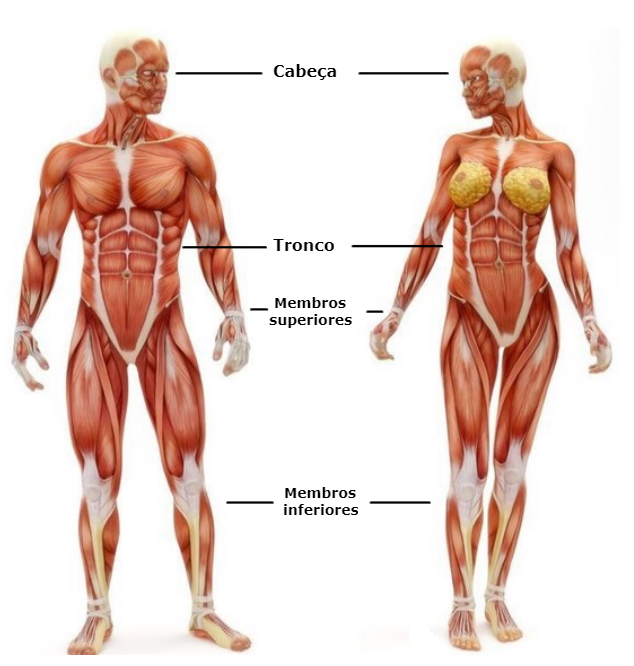 Cabeça
Tronco
Membros
superiores
Membros
inferiores